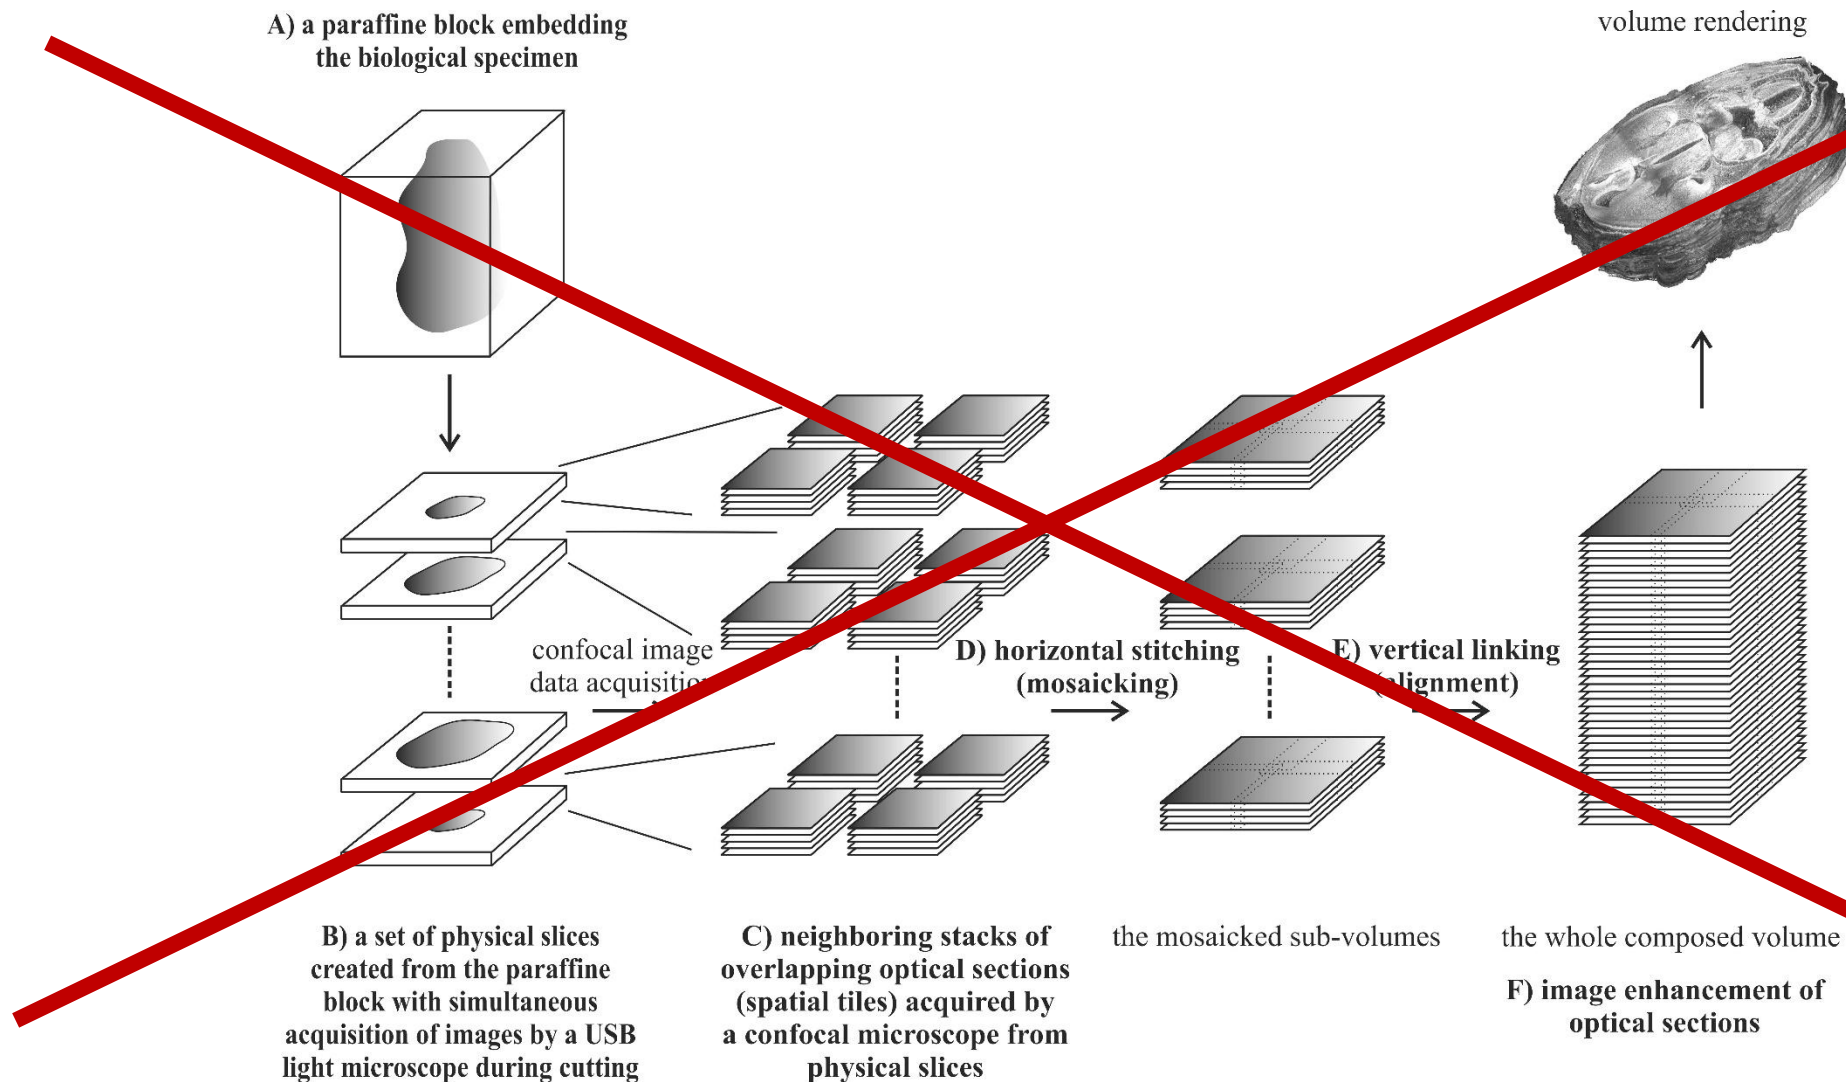 A) a paraffine block embedding
the biological specimen
volume rendering
confocal image
data acquisition
D) horizontal stitching
(mosaicking)
E) vertical linking
(alignment)
B) a set of physical slices
created from the paraffine
block with simultaneous
acquisition of images by a USB
light microscope during cutting
C) neighboring stacks of
overlapping optical sections
(spatial tiles) acquired by
a confocal microscope from
physical slices
the mosaicked sub-volumes
the whole composed volume
F) image enhancement of
optical sections